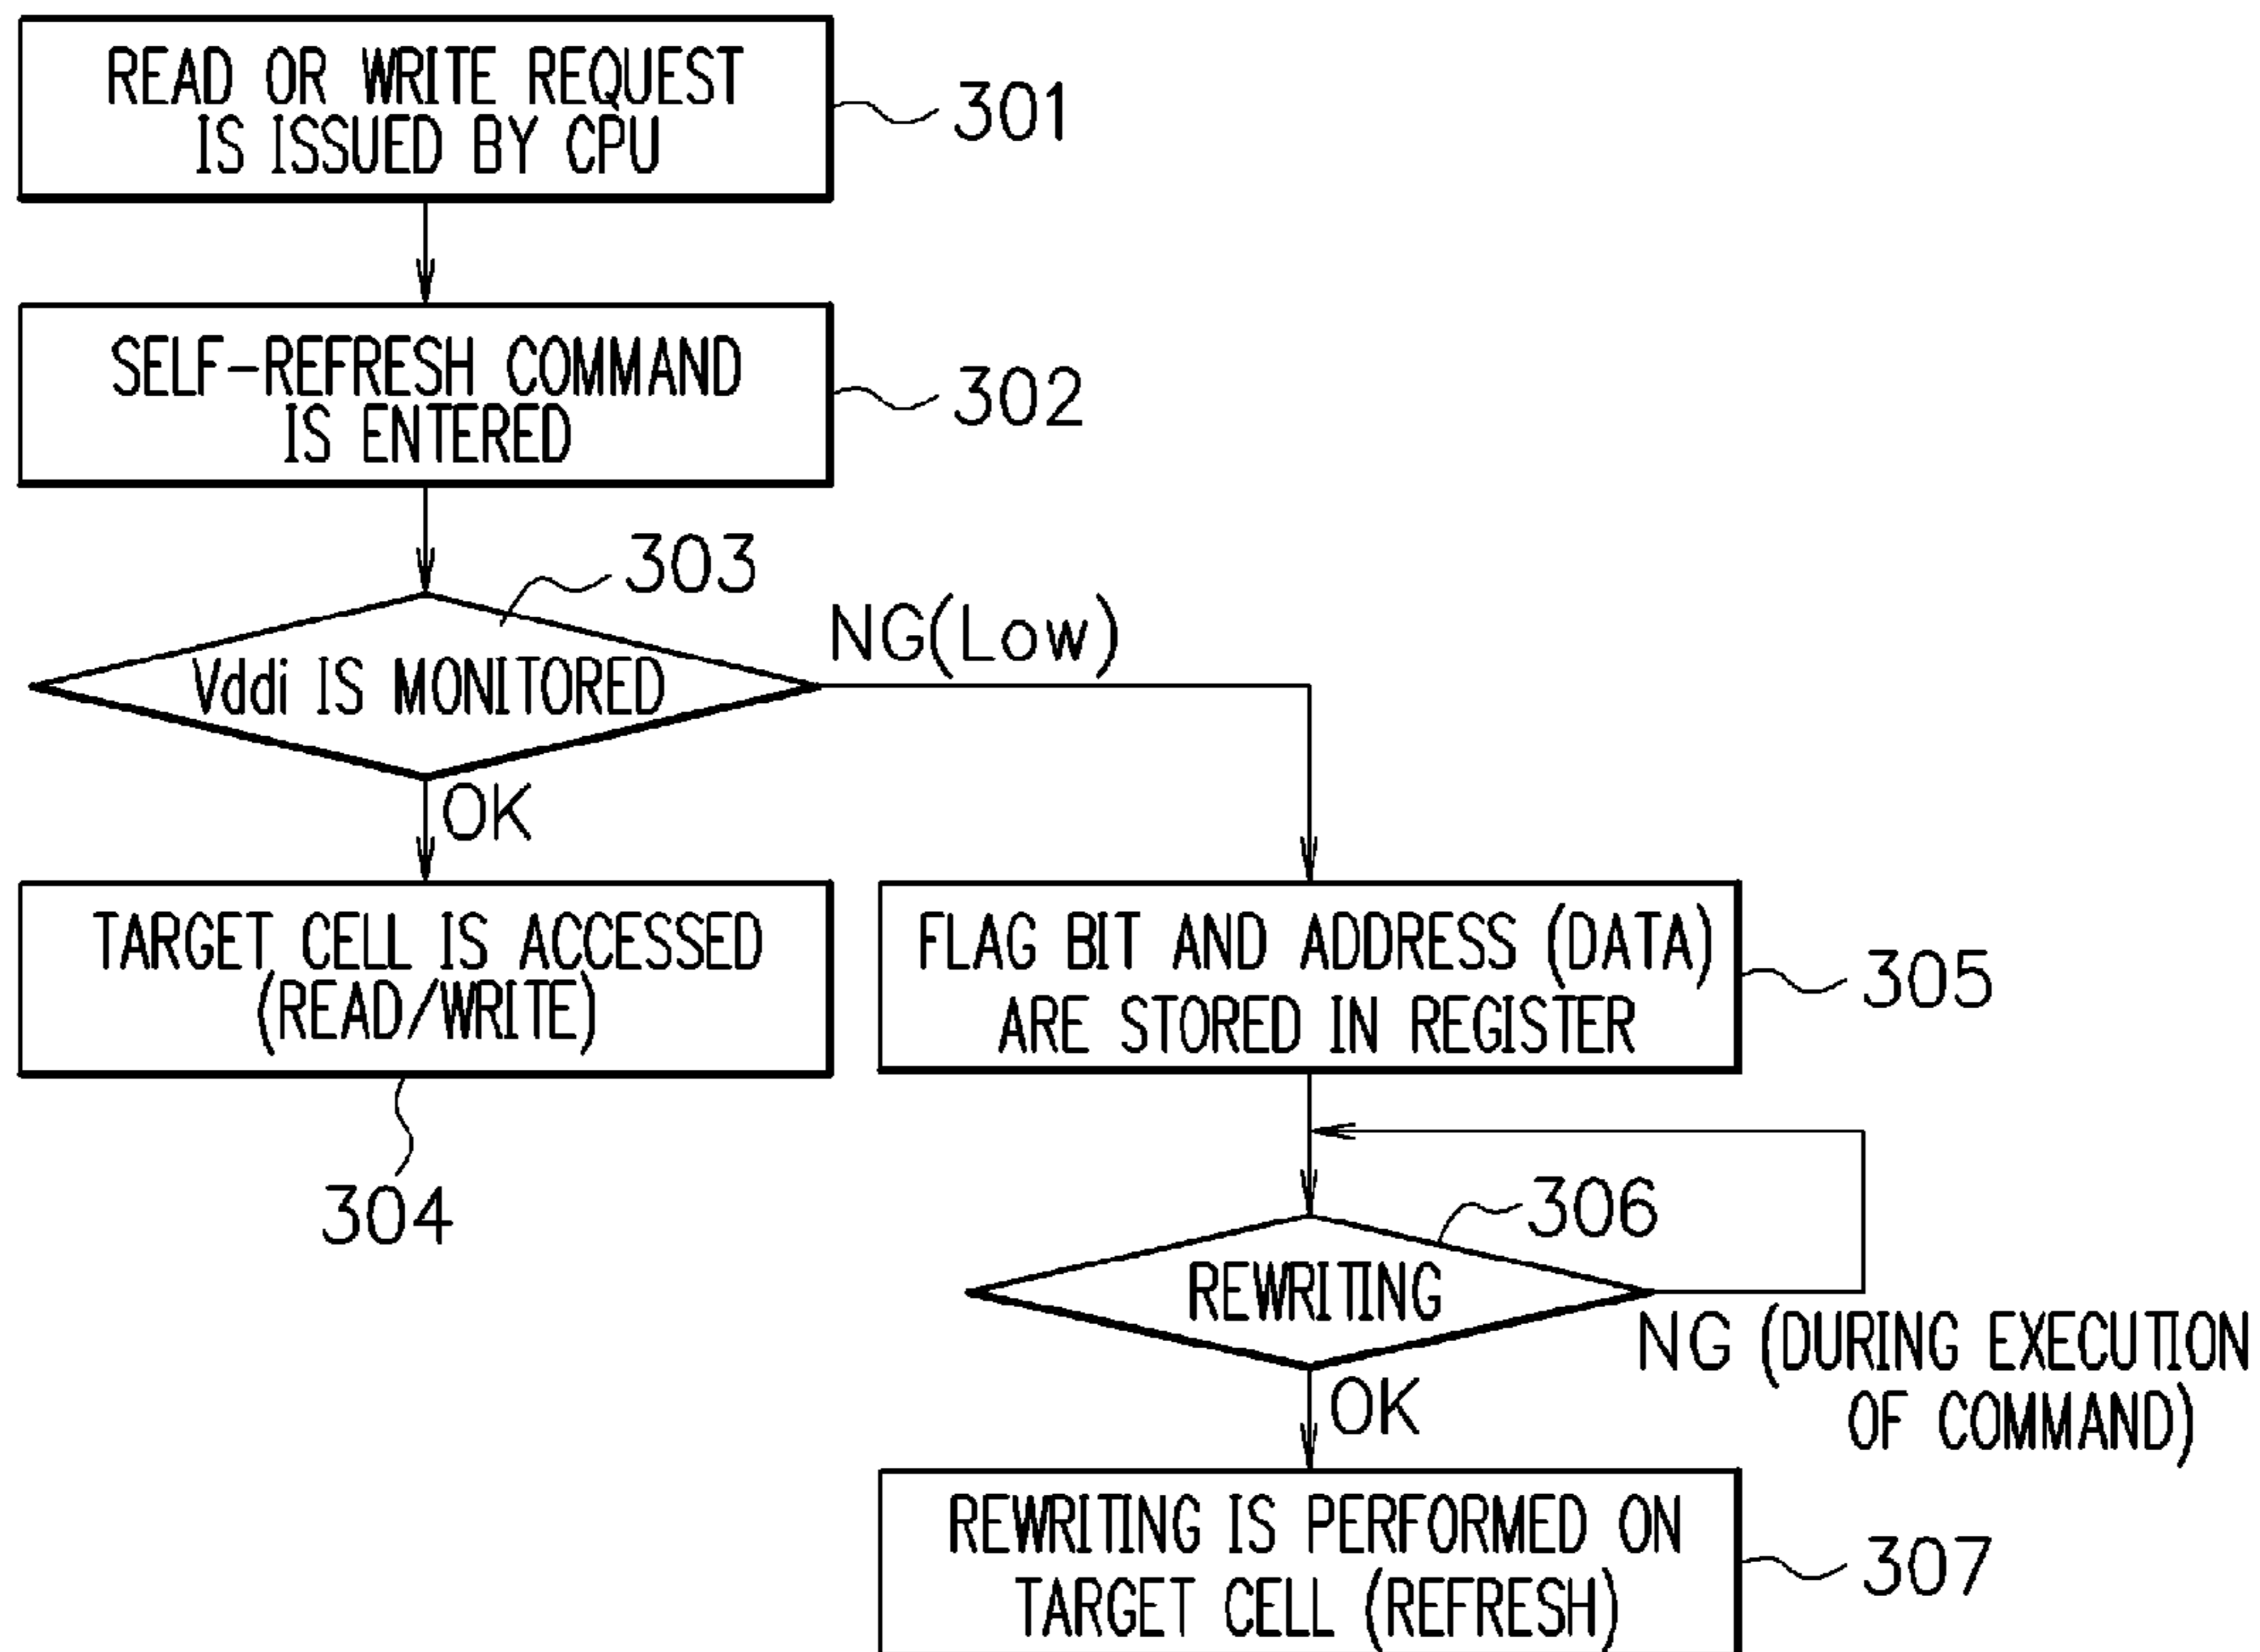 READ OR WRITE REQUEST
IS ISSUED BY CPU
301
SELF-REFRESH COMMAND
IS ENTERED
302
303
Vddi IS MONITORED
NG(Low)
OK
TARGET CELL IS ACCESSED
(READ/WRITE)
304
FLAG BIT AND ADDRESS (DATA)
ARE STORED IN REGISTER
305
306
REWRITING
NG (DURING EXECUTION
OF COMMAND)
OK
REWRITING IS PERFORMED ON
TARGET CELL (REFRESH)
307